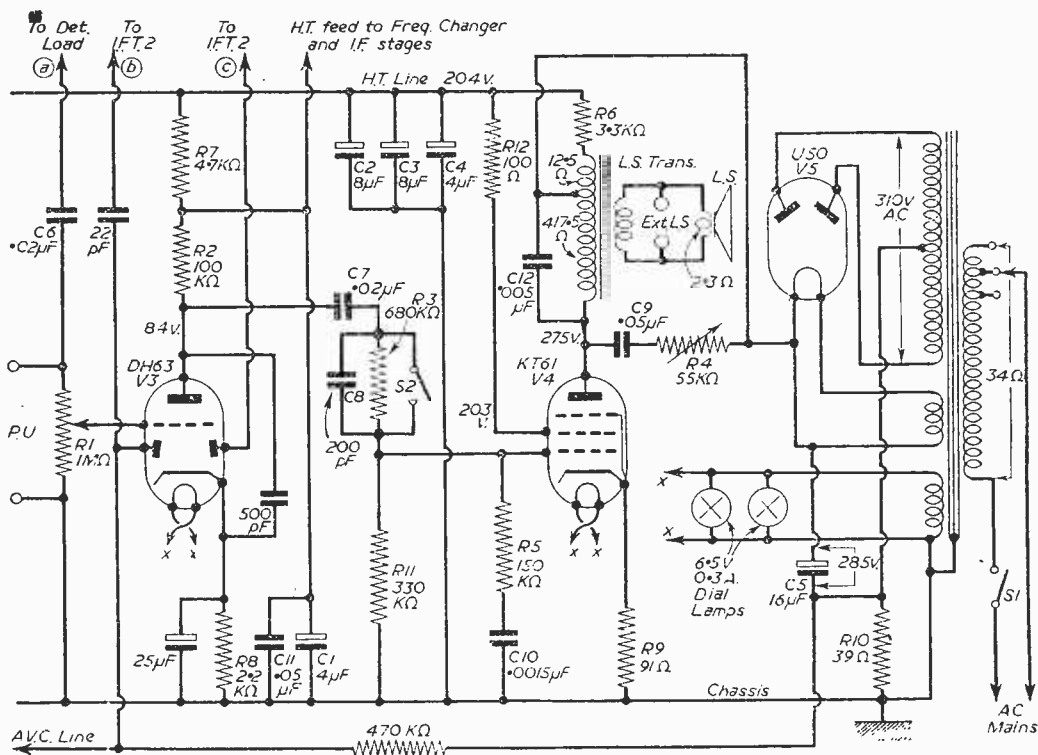 To Det.
Load
a
To
I.F.T.2
b
To
I.F.T.2
c
H.T. feed to Freq. Changer
and I.F. stages
H.T. Line 204V.
R7
4·7KΩ
C2
8μF
C3
8μF
C4
4μF
R12
100
Ω
R6
3·3KΩ
12·5
Ω
L.S. Trans.
L.S.
Ext LS
417·5
Ω
2·3Ω
U50
V5
310V
AC
34Ω
C6
·02μF
22
pF
R2
100
KΩ
C7
·02μF
R3
680KΩ
C12
·005
μF
C9
·05μF
84V.
275V.
DH63
V3
KT61
V4
R4
55KΩ
S2
C8
200
pF
203
V.
P.U
R1
1MΩ
500
pF
x x
x x
x
x
6·5V
0·3A.
Dial
Lamps
285V.
C5
16μF
R5
150
KΩ
R11
330
KΩ
S1
25μF
R8
2·2
KΩ
C11
·05
μF
C1
4μF
C10
·0015μF
R9
91Ω
R10
39Ω
Chassis
AC
Mains
A.V.C. Line
470 KΩ